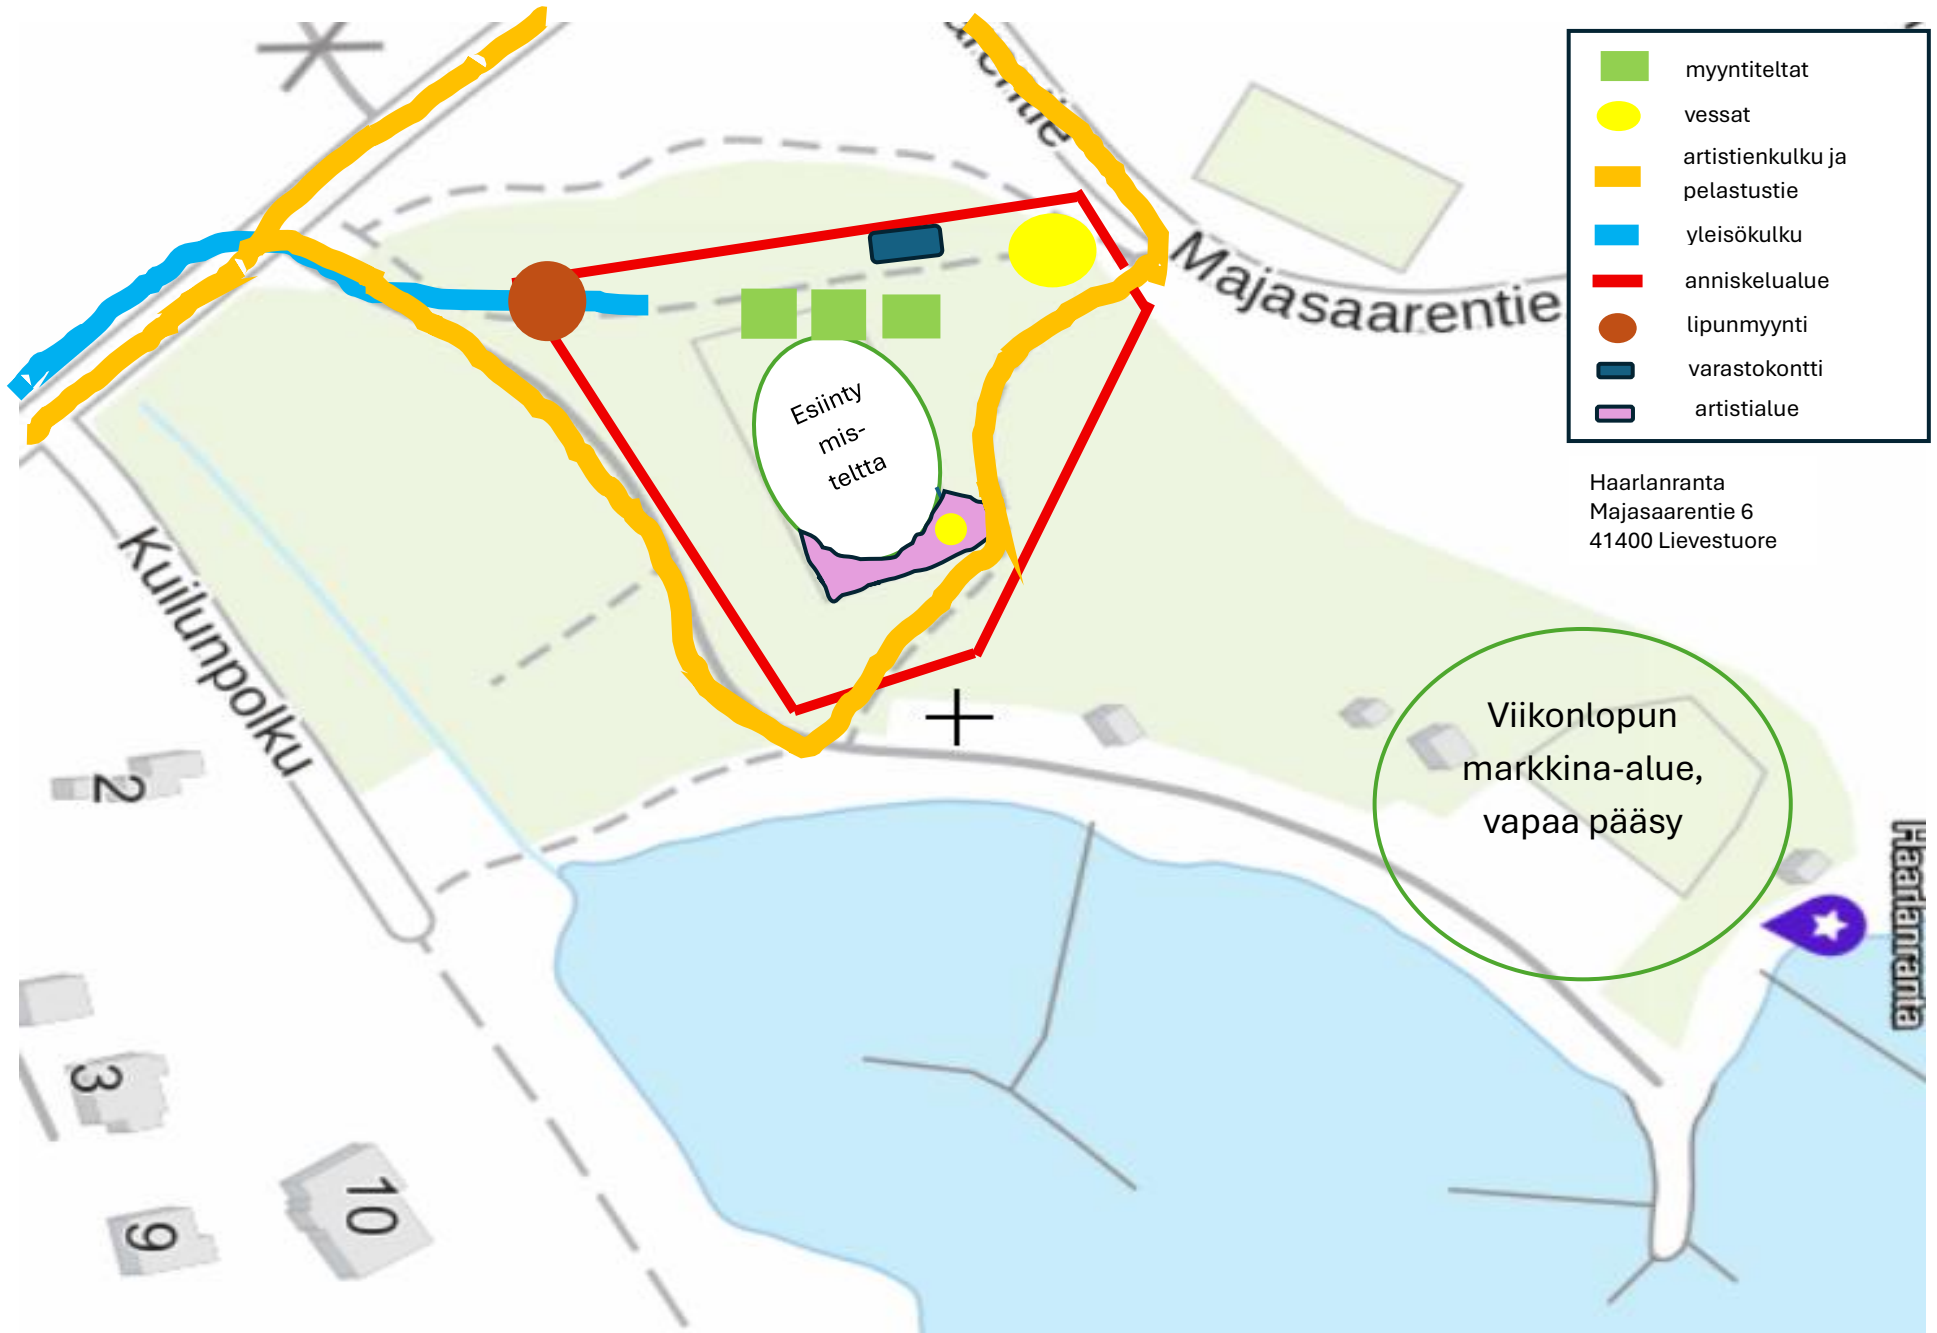 arentie
Majasaarentie
Esiinty
mis-
teltta
Kuilunpolku
2
3
9
10
Viikonlopun
markkina-alue,
vapaa pääsy
Haarlanranta
myyntiteltat
vessat
artistienkulku ja
pelastustie
yleisökulku
anniskelualue
lipunmyynti
varastokontti
artistialue
Haarlanranta
Majasaarentie 6
41400 Lievestuore